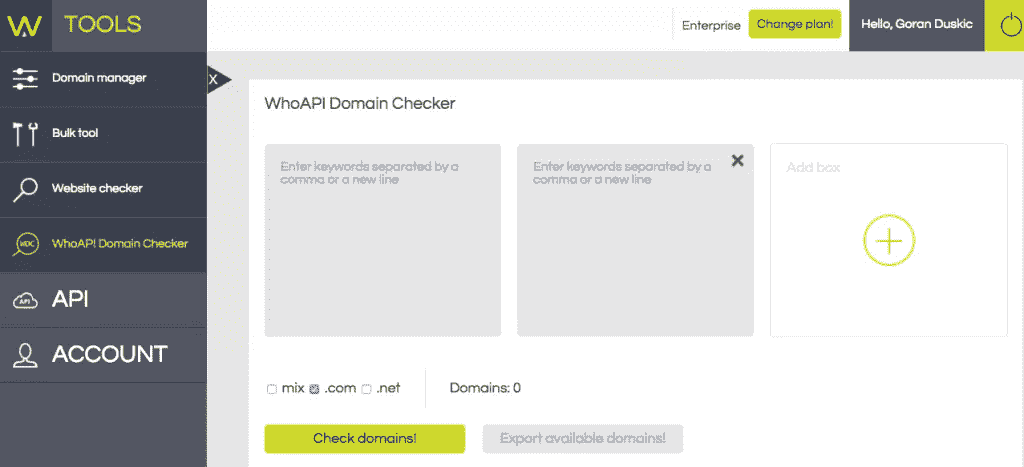 W
TOOLS
Enterprise
Change plan!
Hello, Goran Duskic
Domain manager
X
Bulk tool
Website checker
WDC
WhoAPI Domain Checker
API
API
ACCOUNT
WhoAPI Domain Checker
Enter keywords separated by a
comma or a new line
Enter keywords separated by a
comma or a new line
Add box
mix .com .net
Domains: 0
Check domains!
Export available domains!